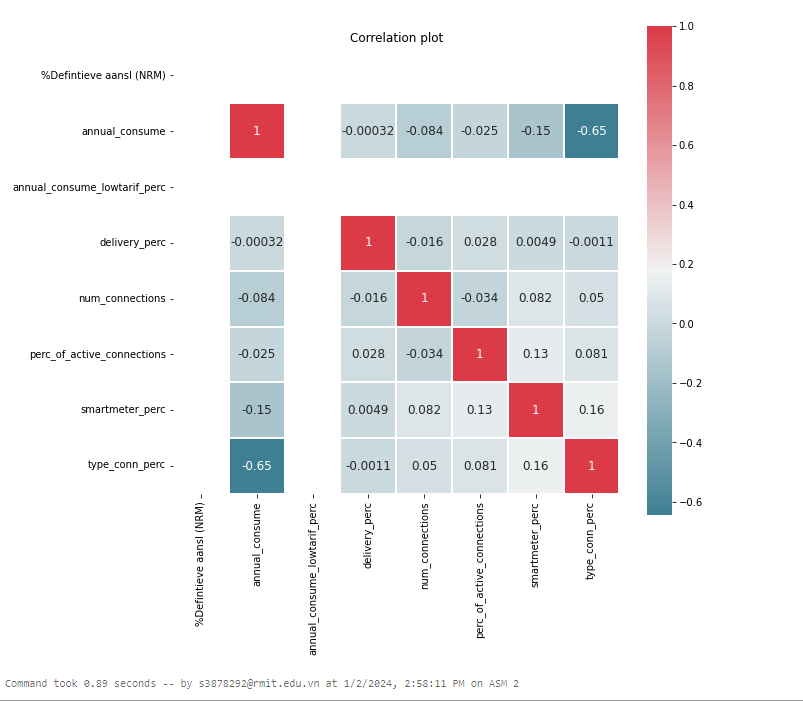 Correlation plot
%Defintieve aansl (NRM)
annual_consume
1 -0.00032 -0.084 -0.025 -0.15 -0.65
annual_consume_lowtarif_perc
delivery_perc
-0.00032 1 -0.016 0.028 0.0049 -0.0011
num_connections
-0.084 -0.016 1 -0.034 0.082 0.05
perc_of_active_connections
-0.025 0.028 -0.034 1 0.13 0.081
smartmeter_perc
-0.15 0.0049 0.082 0.13 1 0.16
type_conn_perc
-0.65 -0.0011 0.05 0.081 0.16 1
%Defintieve aansl (NRM)
annual_consume
annual_consume_lowtarif_perc
delivery_perc
num_connections
perc_of_active_connections
smartmeter_perc
type_conn_perc
1.0
0.8
0.6
0.4
0.2
0.0
−0.2
−0.4
−0.6
Command took 0.89 seconds -- by s3878292@rmit.edu.vn at 1/2/2024, 2:58:11 PM on ASM 2